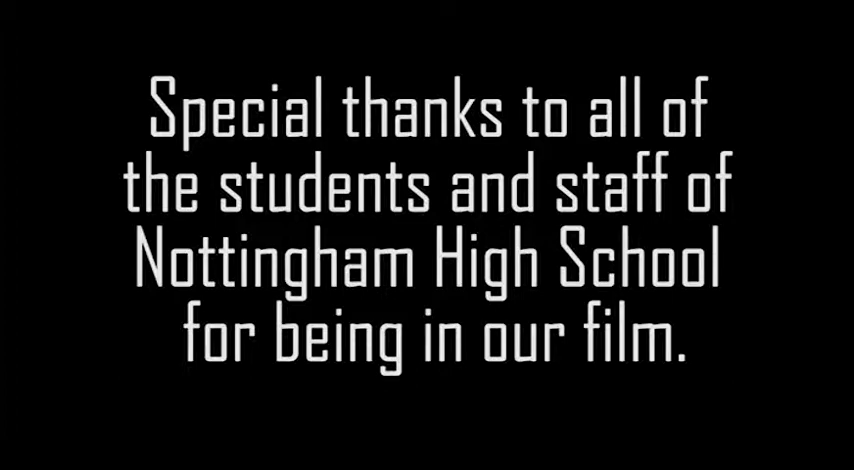 Special thanks to all of
the students and staff of
Nottingham High School
for being in our film.